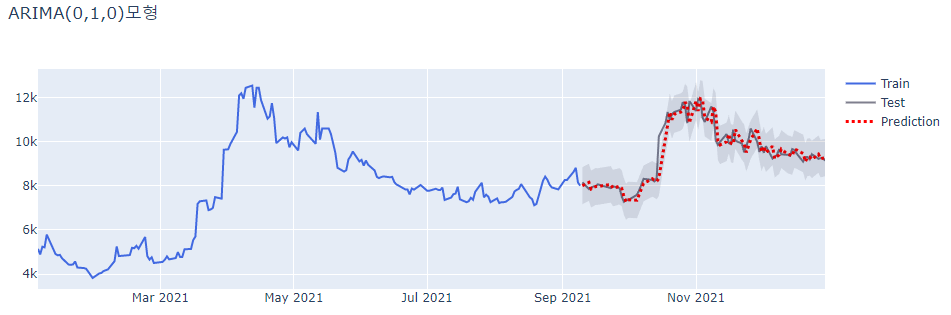 ARIMA(0,1,0)모형
12k
10k
8k
6k
4k
Mar 2021
May 2021
Jul 2021
Sep 2021
Nov 2021
Train
Test
Prediction